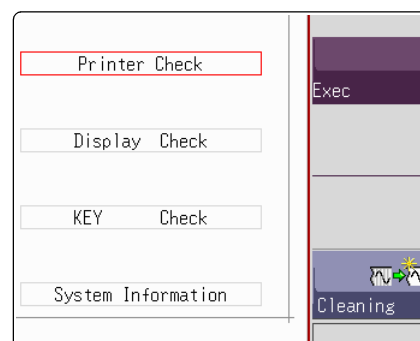 Printer Check
Exec
Display Check
KEY Check
System Information
Cleaning